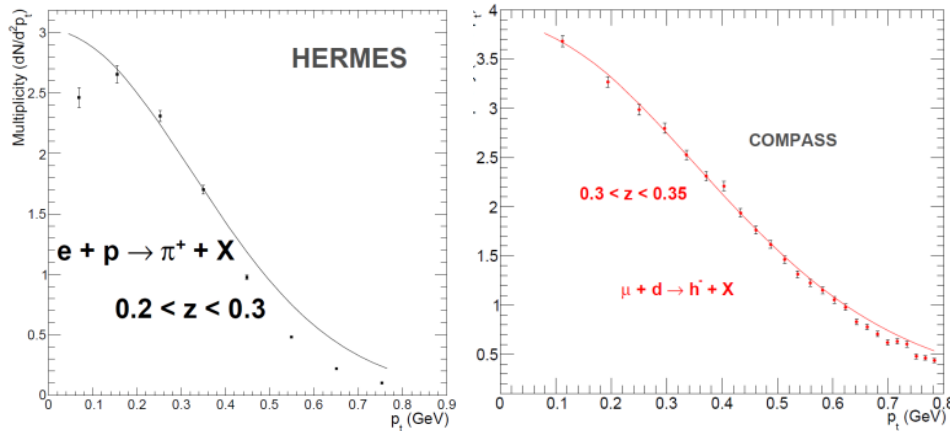 Multiplicity (dN/d²pₜ)
3
2.5
2
1.5
1
0.5
0
HERMES
e + p → π⁺ + X
0.2 < z < 0.3
0 0.1 0.2 0.3 0.4 0.5 0.6 0.7 0.8 0.9
pₜ (GeV)
4
3.5
3
2.5
2
1.5
1
0.5
COMPASS
0.3 < z < 0.35
0 0.1 0.2 0.3 0.4 0.5 0.6 0.7 0.8
pₜ (GeV)